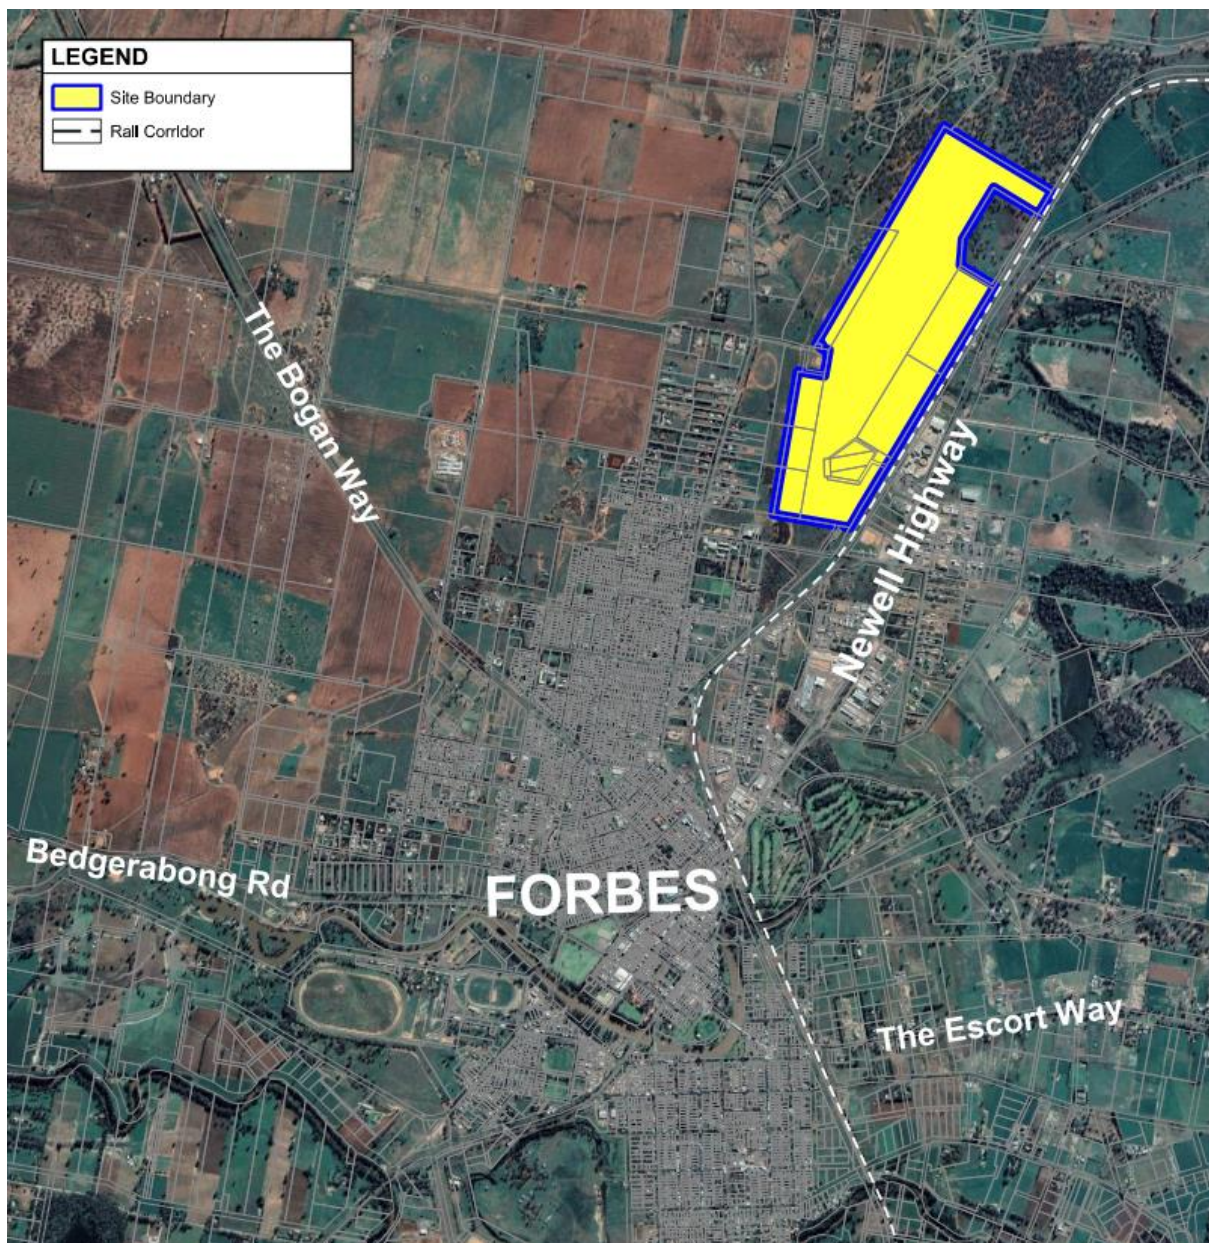 LEGEND
Site Boundary
Rail Corridor
The Bogan Way
Newell Highway
Bedgerabong Rd
FORBES
The Escort Way